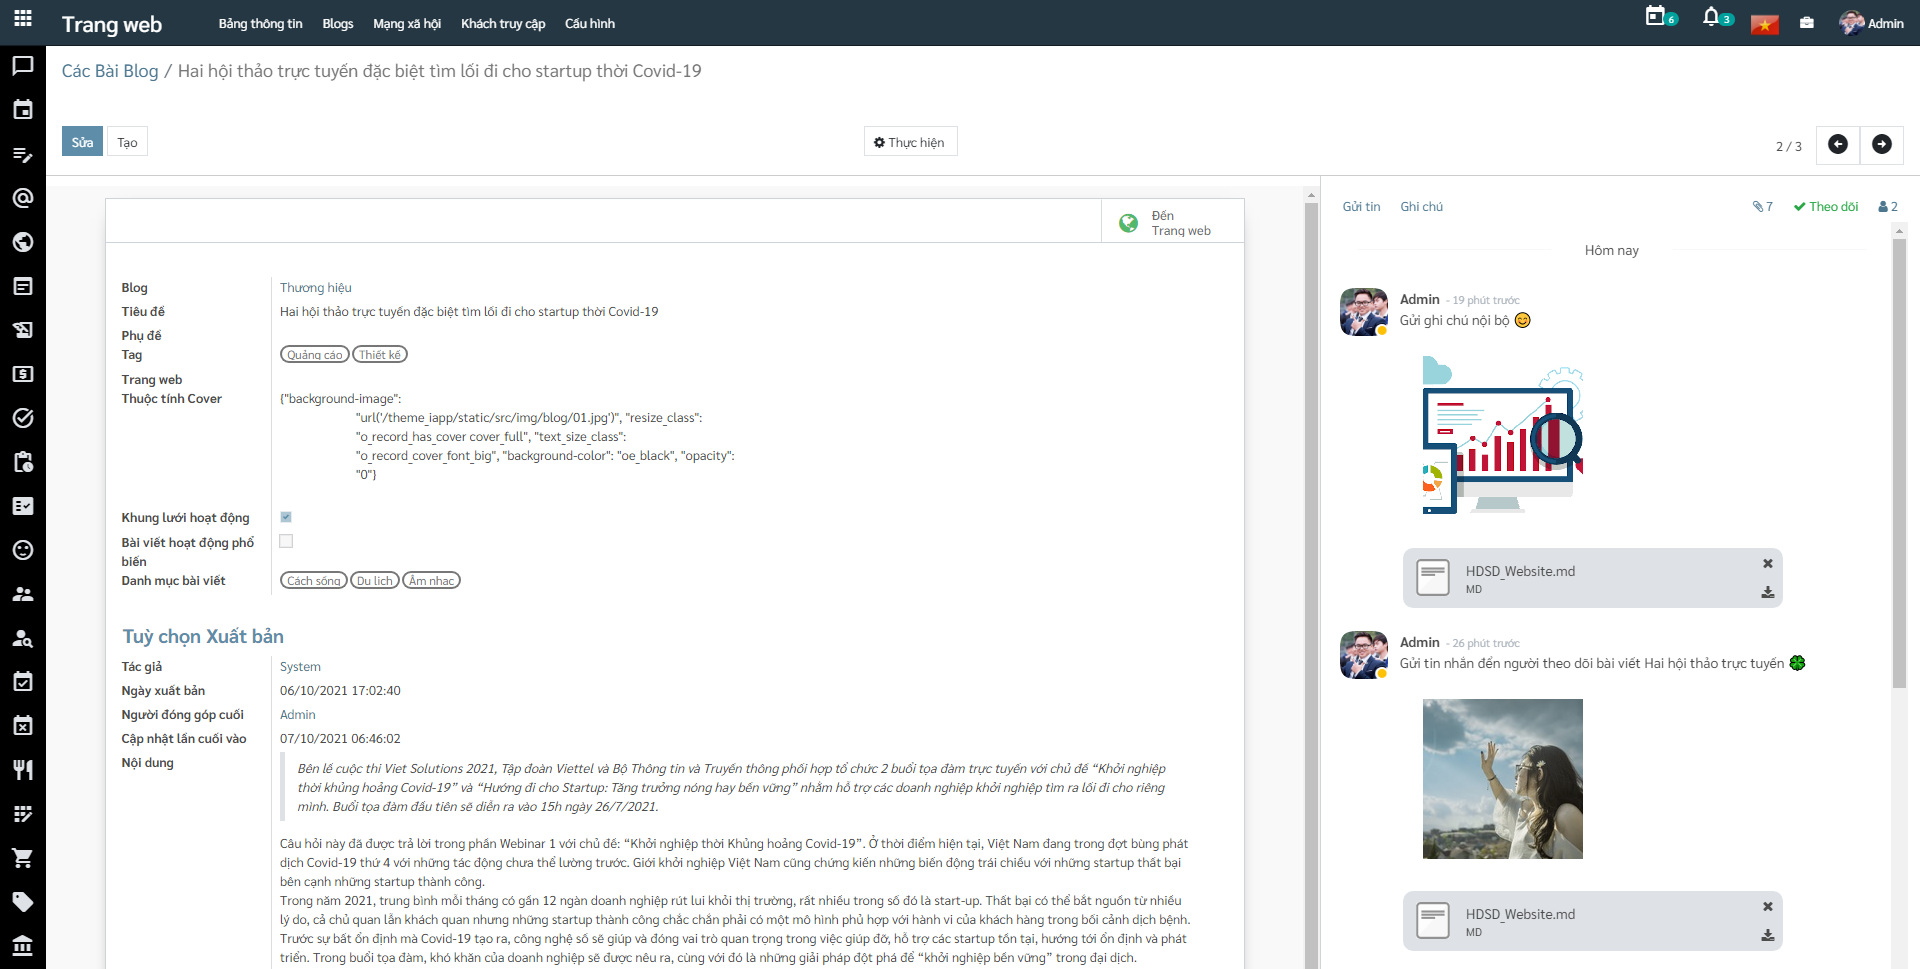 Trang web
Bảng thông tin
Blogs
Mạng xã hội
Khách truy cập
Cấu hình
6
3
Admin
Các Bài Blog / Hai hội thảo trực tuyến đặc biệt tìm lối đi cho startup thời Covid-19
Sửa
Tạo
Thực hiện
2 / 3
Đến
Trang web
Blog
Thương hiệu
Tiêu đề
Hai hội thảo trực tuyến đặc biệt tìm lối đi cho startup thời Covid-19
Phụ đề
Tag
Quảng cáo
Thiết kế
Trang web
Thuộc tính Cover
{"background-image":
"url('/theme_iapp/static/src/img/blog/01.jpg')", "resize_class":
"o_record_has_cover cover_full", "text_size_class":
"o_record_cover_font_big", "background-color": "oe_black", "opacity":
"0"}
Khung lưới hoạt động
Bài viết hoạt động phổ
biến
Danh mục bài viết
Cách sống
Du lịch
Âm nhạc
Tuỳ chọn Xuất bản
Tác giả
System
Ngày xuất bản
06/10/2021 17:02:40
Người đóng góp cuối
Admin
Cập nhật lần cuối vào
07/10/2021 06:46:02
Nội dung
Bên lề cuộc thi Viet Solutions 2021, Tập đoàn Viettel và Bộ Thông tin và Truyền thông phối hợp tổ chức 2 buổi tọa đàm trực tuyến với chủ đề “Khởi nghiệp
thời khủng hoảng Covid-19” và “Hướng đi cho Startup: Tăng trưởng nóng hay bền vững” nhằm hỗ trợ các doanh nghiệp khởi nghiệp tìm ra lối đi cho riêng
mình. Buổi tọa đàm đầu tiên sẽ diễn ra vào 15h ngày 26/7/2021.
Câu hỏi này đã được trả lời trong phần Webinar 1 với chủ đề: “Khởi nghiệp thời Khủng hoảng Covid-19”. Ở thời điểm hiện tại, Việt Nam đang trong đợt bùng phát
dịch Covid-19 thứ 4 với những tác động chưa thể lường trước. Giới khởi nghiệp Việt Nam cũng chứng kiến những biến động trái chiều với những startup thất bại
bên cạnh những startup thành công.
Trong năm 2021, trung bình mỗi tháng có gần 12 ngàn doanh nghiệp rút lui khỏi thị trường, rất nhiều trong số đó là start-up. Thất bại có thể bắt nguồn từ nhiều
lý do, cả chủ quan lẫn khách quan nhưng những startup thành công chắc chắn phải có một mô hình phù hợp với hành vi của khách hàng trong bối cảnh dịch bệnh.
Trước sự bất ổn định mà Covid-19 tạo ra, công nghệ số sẽ giúp và đóng vai trò quan trọng trong việc giúp đỡ, hỗ trợ các startup tồn tại, hướng tới ổn định và phát
triển. Trong buổi tọa đàm, khó khăn của doanh nghiệp sẽ được nêu ra, cùng với đó là những giải pháp đột phá để “khởi nghiệp bền vững” trong đại dịch.
Gửi tin
Ghi chú
7
Theo dõi
2
Hôm nay
Admin - 19 phút trước
Gửi ghi chú nội bộ
HDSD_Website.md
MD
Admin - 26 phút trước
Gửi tin nhắn đến người theo dõi bài viết Hai hội thảo trực tuyến
HDSD_Website.md
MD